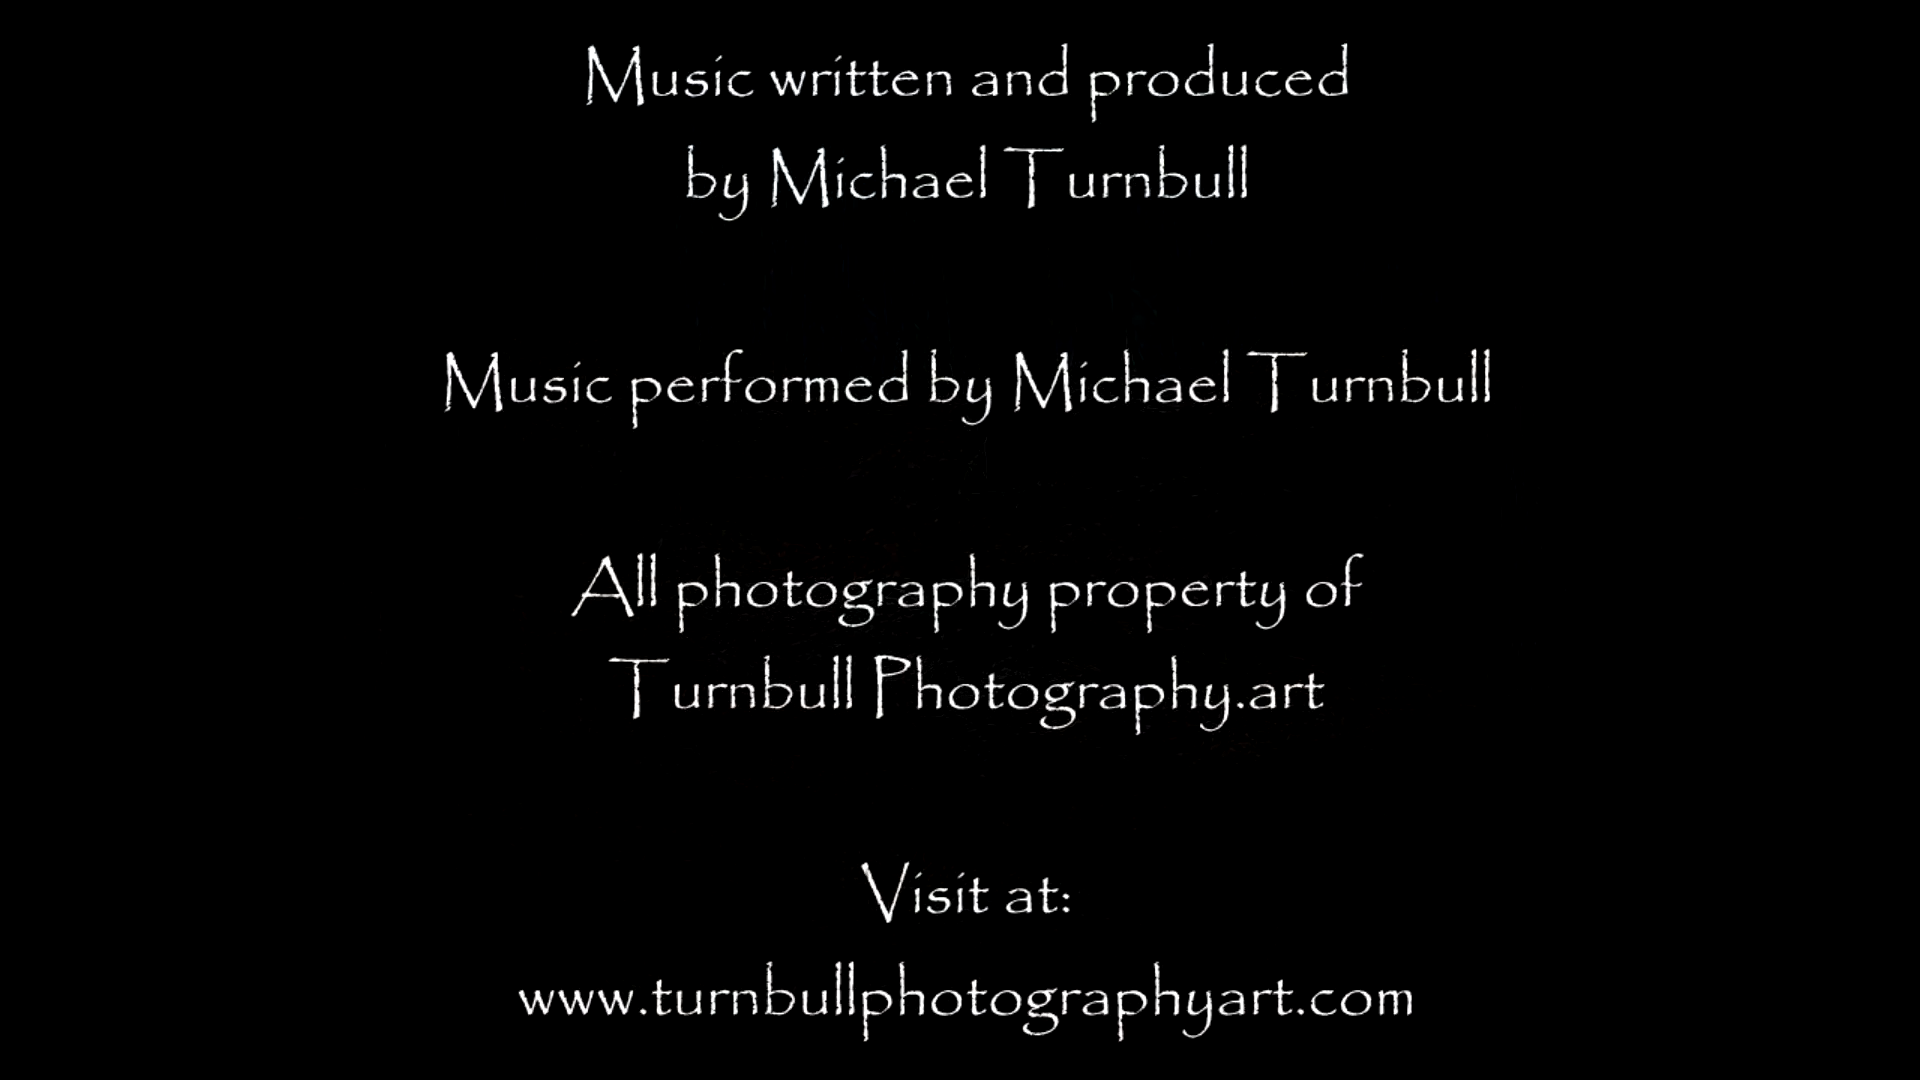 Music written and produced
by Michael Turnbull
Music performed by Michael Turnbull
All photography property of
Turnbull Photography.art
Visit at:
www.turnbullphotographyart.com